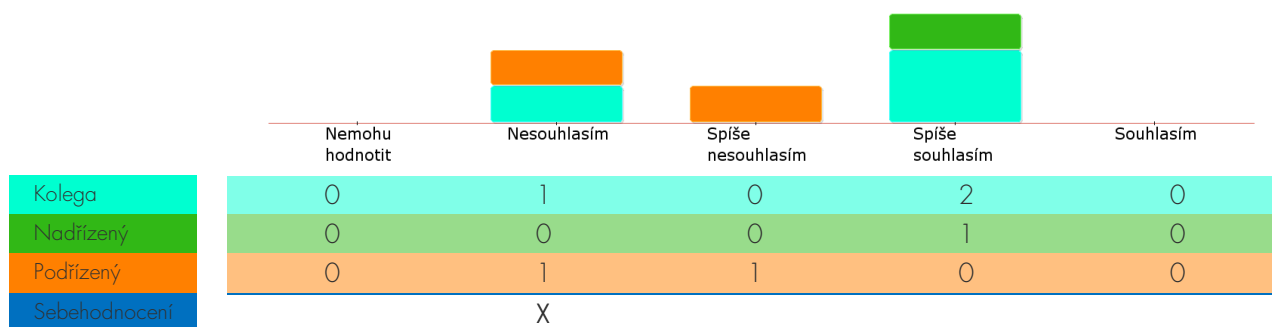 Nemohu hodnotit
Nesouhlasím
Spíše nesouhlasím
Spíše souhlasím
Souhlasím
Kolega 0 1 0 2 0
Nadřízený 0 0 0 1 0
Podřízený 0 1 1 0 0
Sebehodnocení X